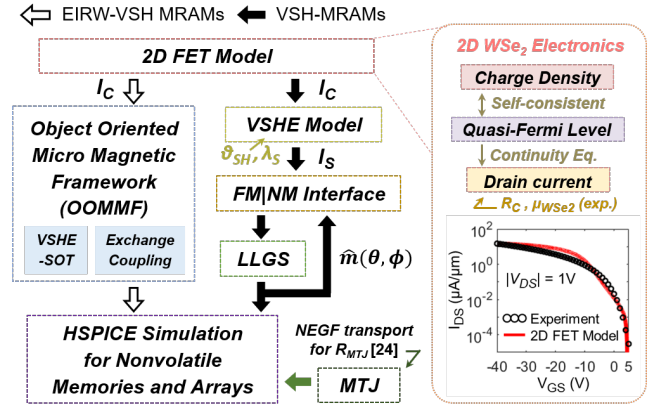 EIRW-VSH MRAMs
VSH-MRAMs
2D FET Model
I_C
I_C
Object Oriented
Micro Magnetic
Framework
(OOMMF)
VSHE
-SOT
Exchange
Coupling
VSHE Model
ϑ_SH, λ_S
I_S
FM|NM Interface
LLGS
m̂(θ, ϕ)
HSPICE Simulation
for Nonvolatile
Memories and Arrays
NEGF transport
for R_MTJ [24]
MTJ
2D WSe₂ Electronics
Charge Density
Self-consistent
Quasi-Fermi Level
Continuity Eq.
Drain current
R_C , μ_WSe2 (exp.)
I_DS (μA/μm)
10²
10⁰
10⁻²
10⁻⁴
|V_DS| = 1V
Experiment
2D FET Model
-40
-20
0
5
V_GS (V)